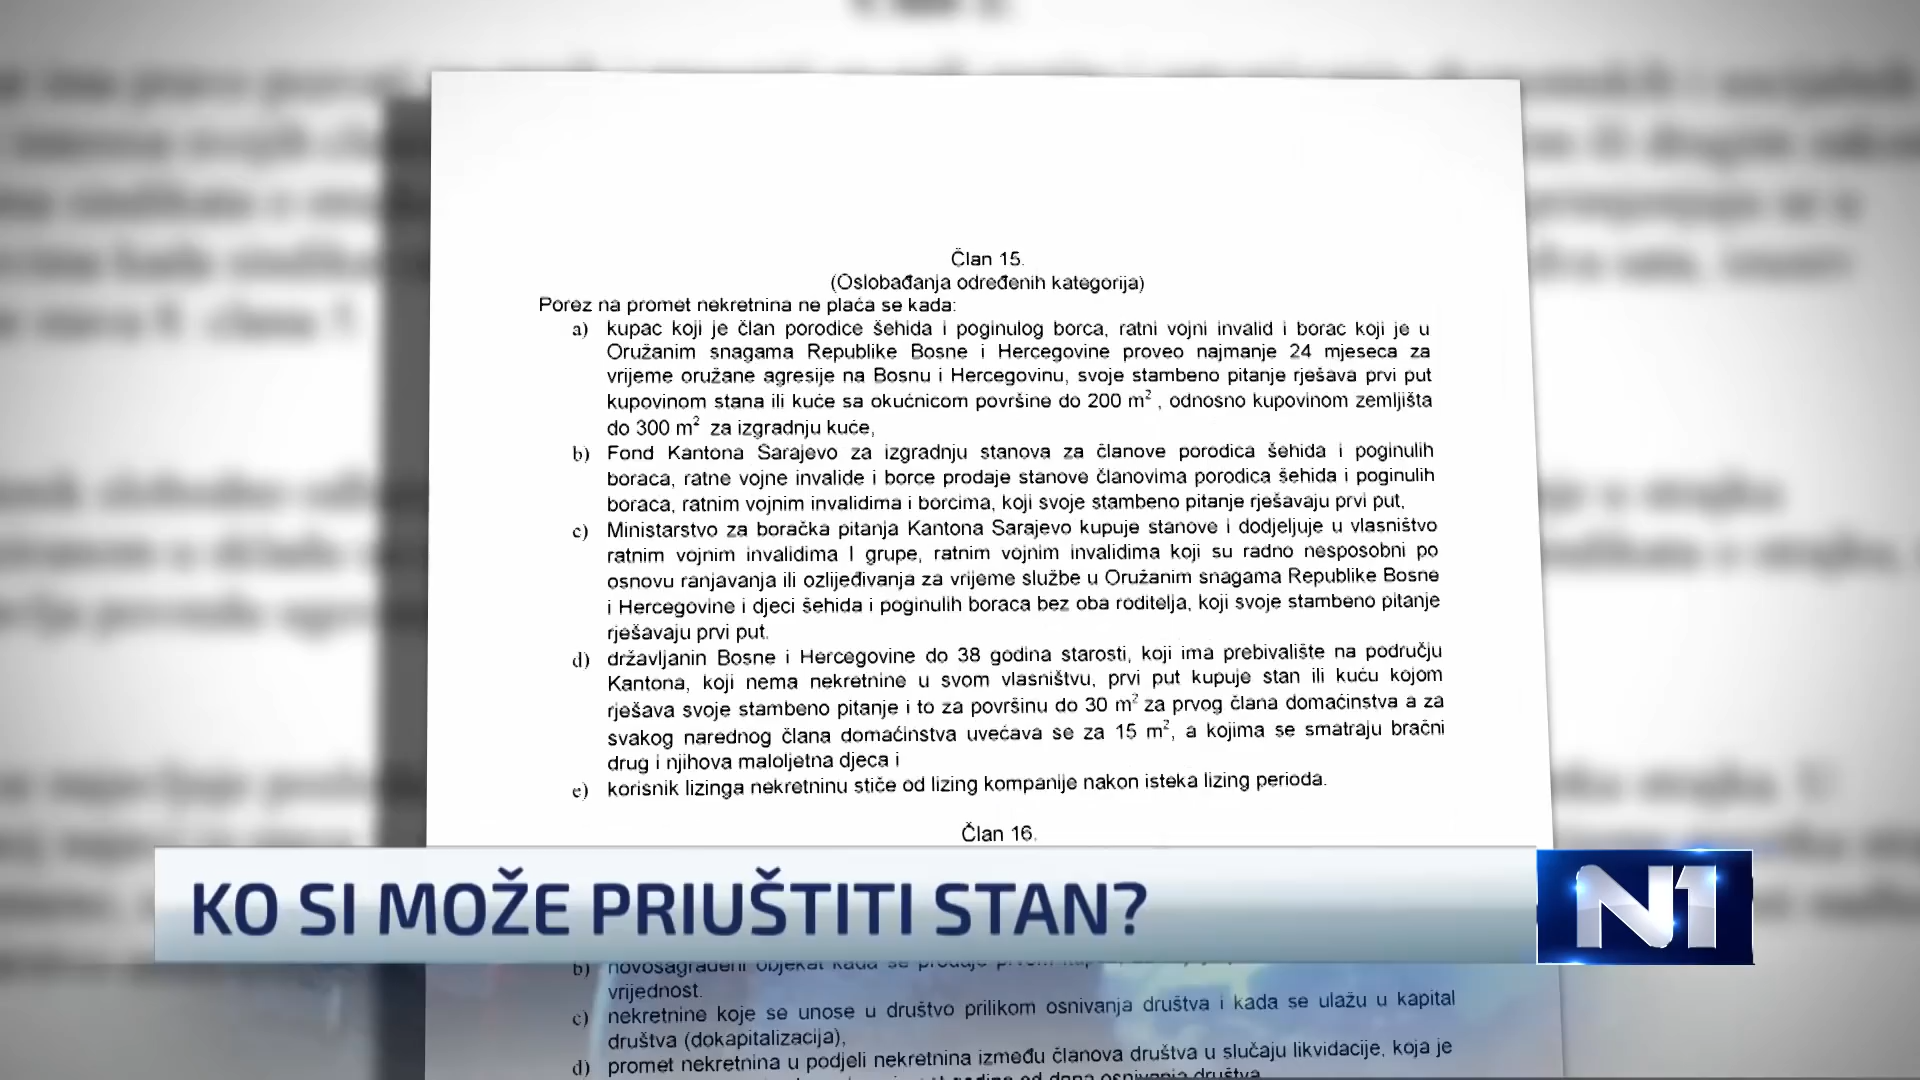 Član 15.
(Oslobađanja određenih kategorija)
Porez na promet nekretnina ne plaća se kada:
a) kupac koji je član porodice šehida i poginulog borca, ratni vojni invalid i borac koji je u
Oružanim snagama Republike Bosne i Hercegovine proveo najmanje 24 mjeseca za
vrijeme oružane agresije na Bosnu i Hercegovinu, svoje stambeno pitanje rješava prvi put
kupovinom stana ili kuće sa okućnicom površine do 200 m², odnosno kupovinom zemljišta
do 300 m² za izgradnju kuće,
b) Fond Kantona Sarajevo za izgradnju stanova za članove porodica šehida i poginulih
boraca, ratne vojne invalide i borce prodaje stanove članovima porodica šehida i poginulih
boraca, ratnim vojnim invalidima i borcima, koji svoje stambeno pitanje rješavaju prvi put,
c) Ministarstvo za boračka pitanja Kantona Sarajevo kupuje stanove i dodjeljuje u vlasništvo
ratnim vojnim invalidima I grupe, ratnim vojnim invalidima koji su radno nesposobni po
osnovu ranjavanja ili ozlijeđivanja za vrijeme službe u Oružanim snagama Republike Bosne
i Hercegovine i djeci šehida i poginulih boraca bez oba roditelja, koji svoje stambeno pitanje
rješavaju prvi put.
d) državljanin Bosne i Hercegovine do 38 godina starosti, koji ima prebivalište na području
Kantona, koji nema nekretnine u svom vlasništvu, prvi put kupuje stan ili kuću kojom
rješava svoje stambeno pitanje i to za površinu do 30 m² za prvog člana domaćinstva a za
svakog narednog člana domaćinstva uvećava se za 15 m², a kojima se smatraju bračni
drug i njihova maloljetna djeca i
e) korisnik lizinga nekretninu stiče od lizing kompanije nakon isteka lizing perioda.
Član 16.
KO SI MOŽE PRIUŠTITI STAN?
N1
b) novosagrađeni objekat kada se prodaje prvom
vrijednost.
c) nekretnine koje se unose u društvo prilikom osnivanja društva i kada se ulažu u kapital
društva (dokapitalizacija),
d) promet nekretnina u podjeli nekretnina između članova društva u slučaju likvidacije, koja je
od dana osnivanja društva